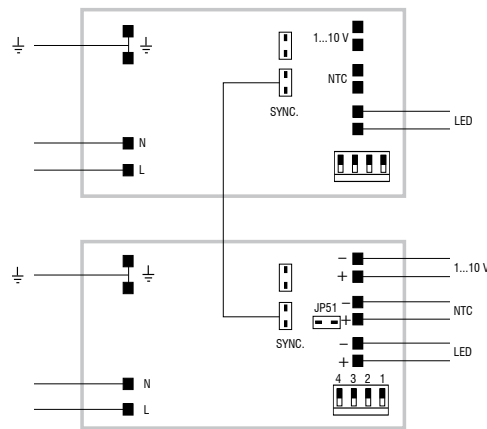 1...10 V
NTC
SYNC.
LED
N
L
−
+ 1...10 V
JP51 − NTC
+
SYNC.
− LED
+
4 3 2 1
N
L